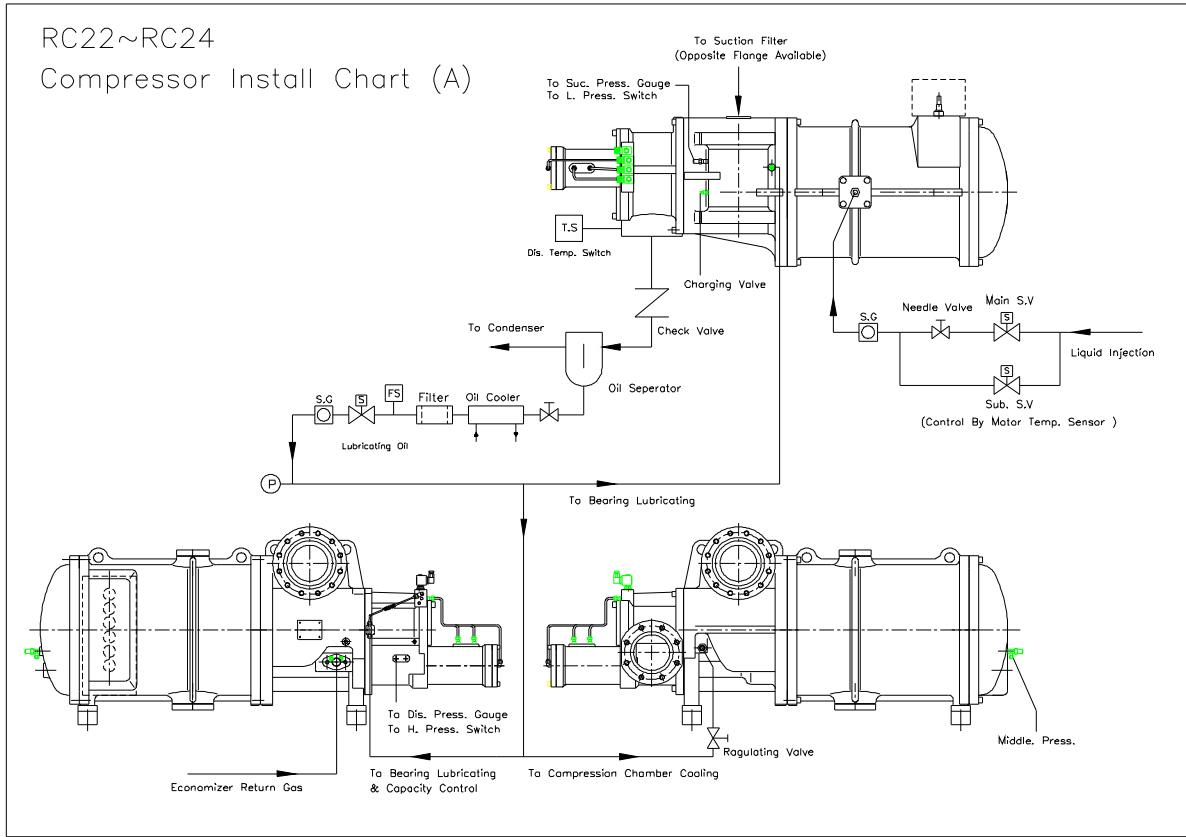 RC22~RC24
Compressor Install Chart (A)
To Suction Filter
(Opposite Flange Available)
To Suc. Press. Gauge
To L. Press. Switch
T.S
Dis. Temp. Switch
Charging Valve
Needle Valve
Main S.V
S.G
S
Liquid Injection
S
Sub. S.V
(Control By Motor Temp. Sensor )
To Condenser
Check Valve
Oil Seperator
S.G
S
FS
Filter
Oil Cooler
Lubricating Oil
P
To Bearing Lubricating
To Dis. Press. Gauge
To H. Press. Switch
Ragulating Valve
Middle. Press.
Economizer Return Gas
To Bearing Lubricating
& Capacity Control
To Compression Chamber Cooling